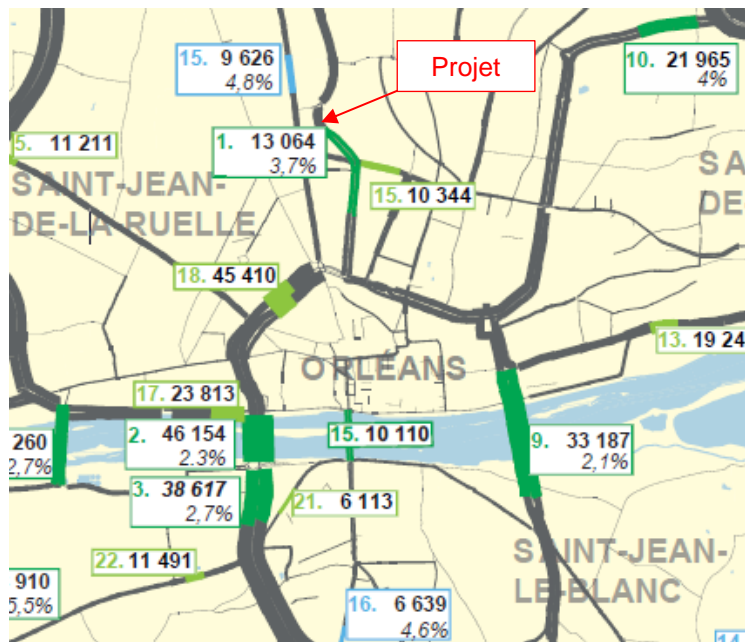 15. 9 626
4,8%
Projet
10. 21 965
4%
5. 11 211
1. 13 064
3,7%
SAINT-JEAN-
DE-LA-RUELLE
15. 10 344
SA
DE-
18. 45 410
13. 19 24
ORLÉANS
17. 23 813
260
2,7%
2. 46 154
2.3%
15. 10 110
9. 33 187
2,1%
3. 38 617
2,7%
21. 6 113
22. 11 491
SAINT-JEAN-
LE-BLANC
910
5,5%
16. 6 639
4,6%
14.